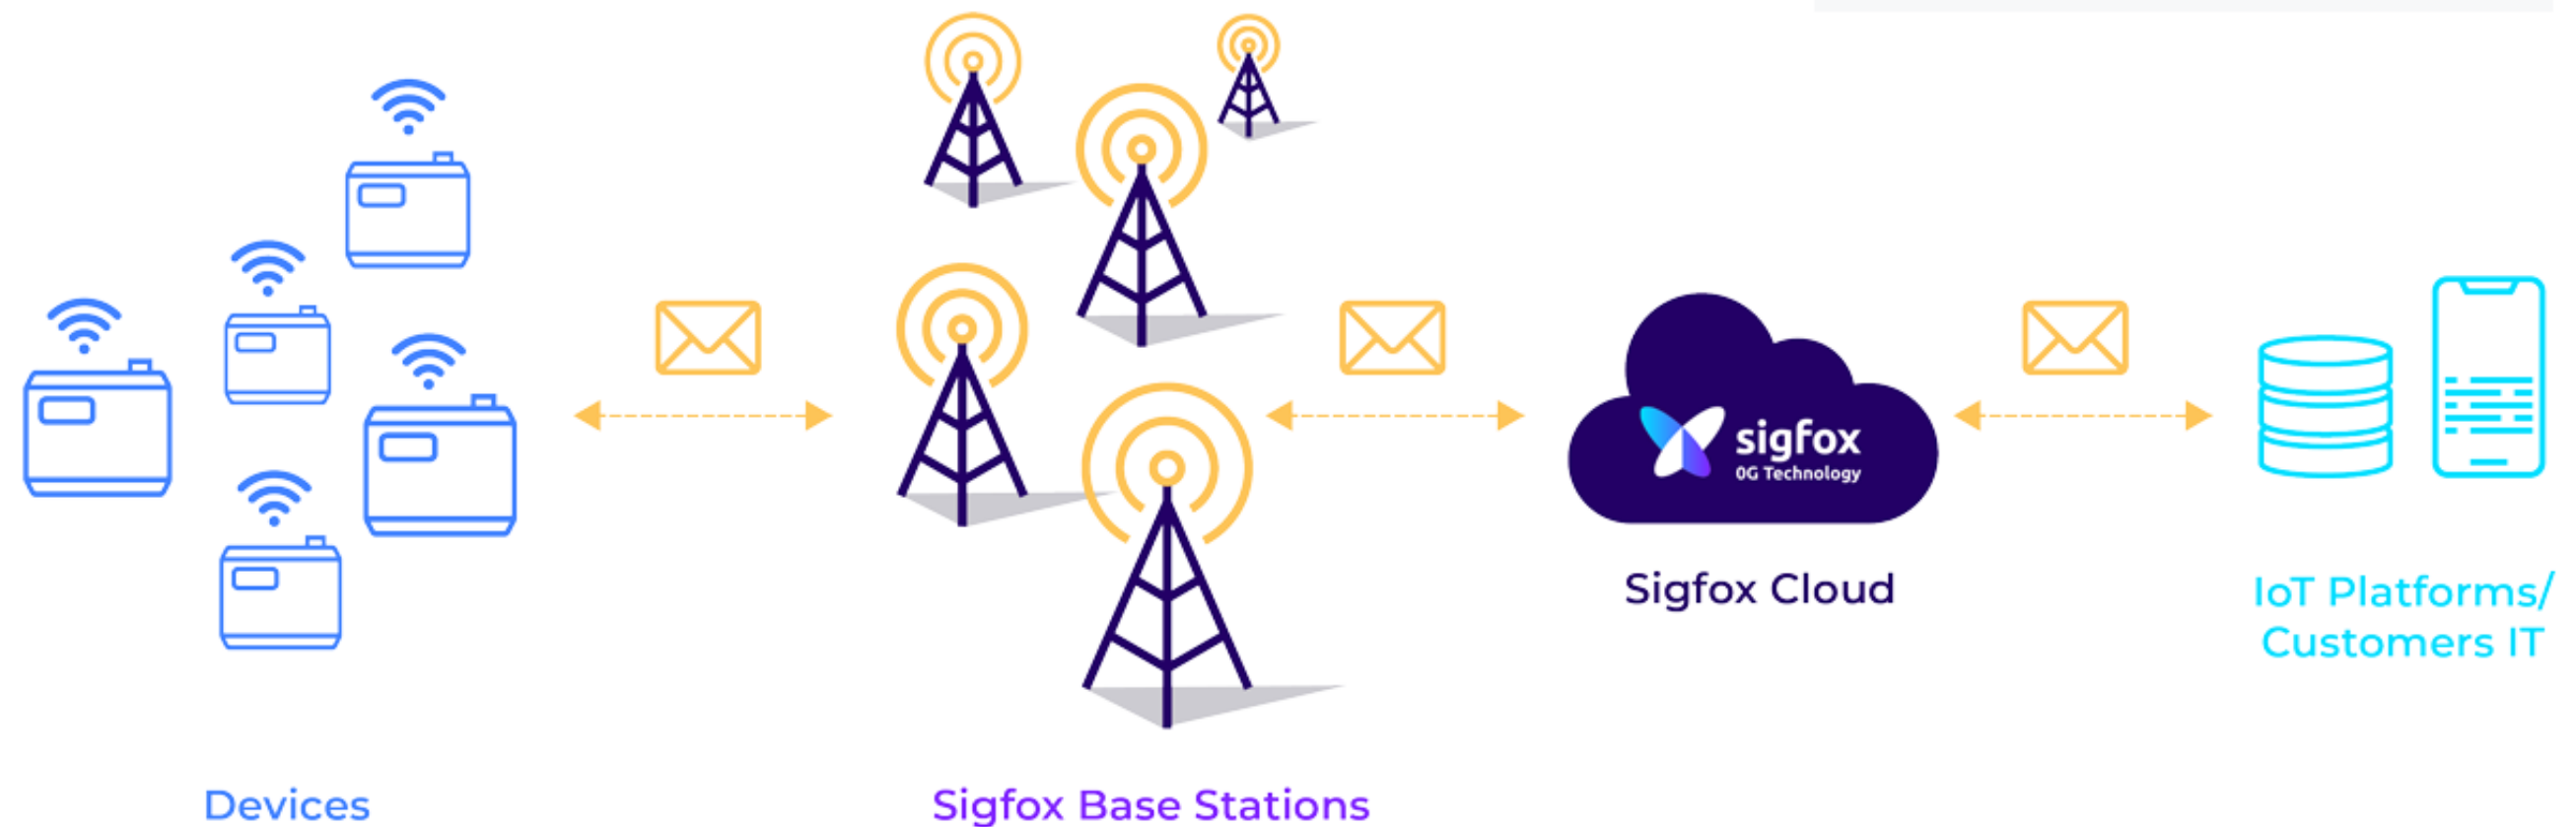 sigfox
0G Technology
Sigfox Cloud
IoT Platforms/
Customers IT
Devices
Sigfox Base Stations